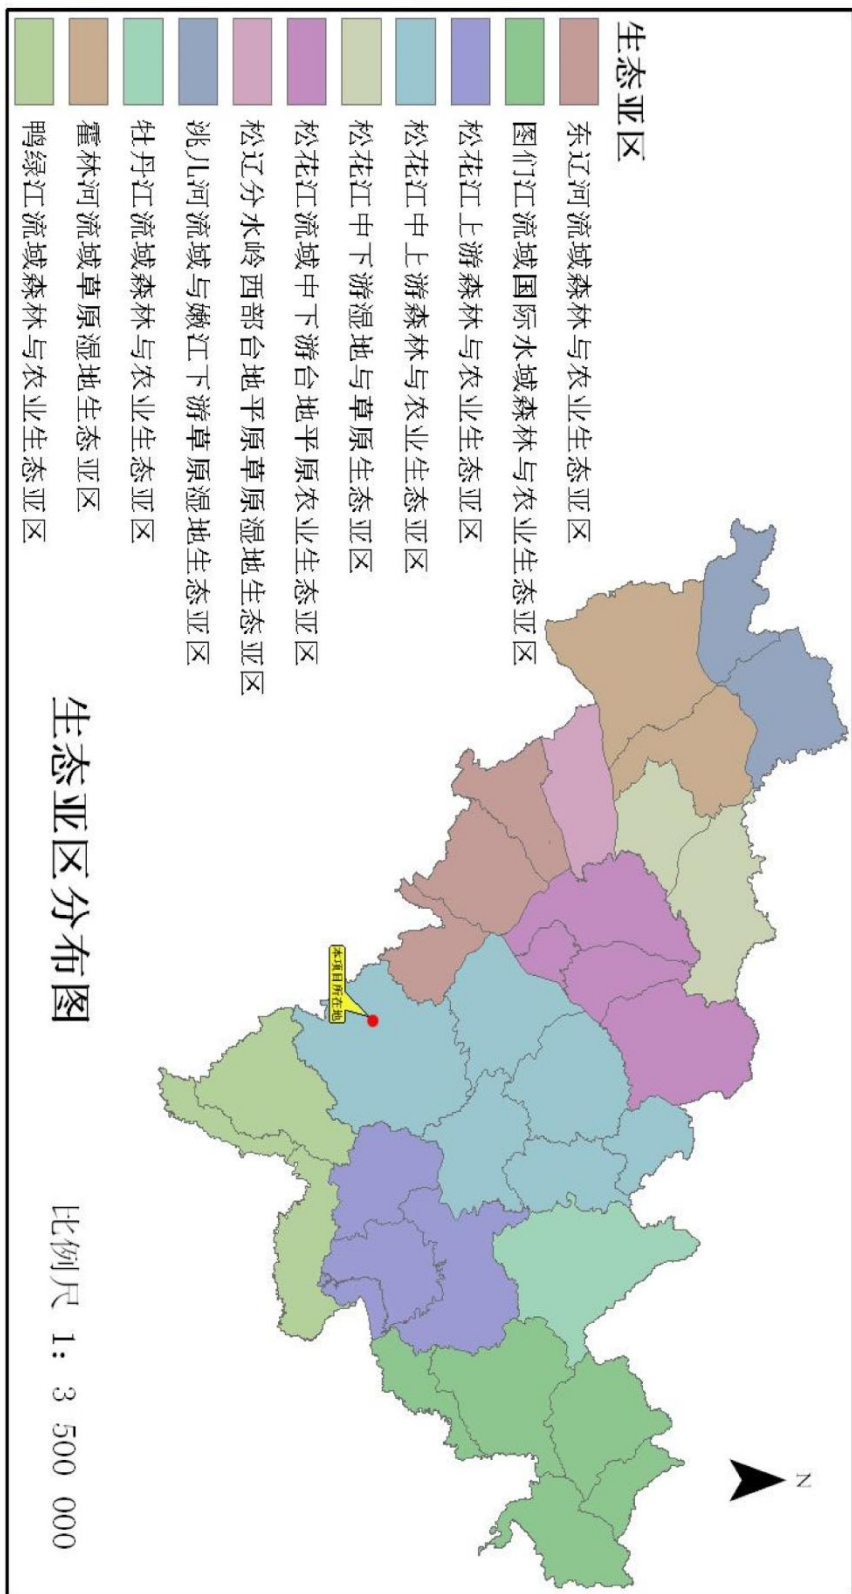 生态亚区
东辽河流域森林与农业生态亚区
图们江流域国际水域森林与农业生态亚区
松花江上游森林与农业生态亚区
松花江中上游森林与农业生态亚区
松花江中下游湿地与草原生态亚区
松花江流域中下游台地平原农业生态亚区
松辽分水岭西部台地平原草原湿地生态亚区
洮儿河流域与嫩江下游草原湿地生态亚区
牡丹江流域森林与农业生态亚区
霍林河流域草原湿地生态亚区
鸭绿江流域森林与农业生态亚区
N
本项目所在地
生态亚区分布图
比例尺 1: 3 500 000